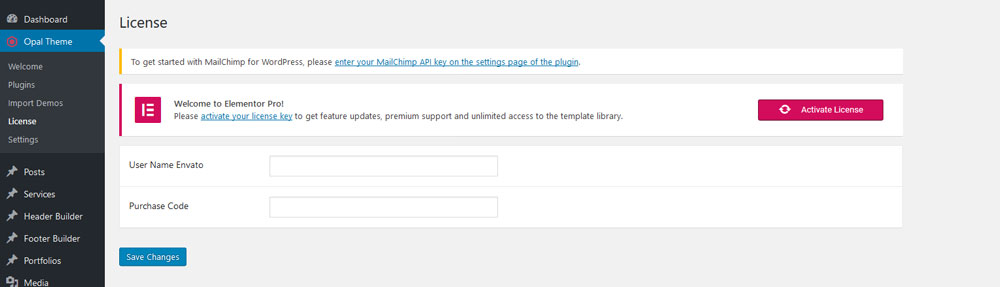 Dashboard
Opal Theme
Welcome
Plugins
Import Demos
License
Settings
Posts
Services
Header Builder
Footer Builder
Portfolios
Media
License
To get started with MailChimp for WordPress, please enter your MailChimp API key on the settings page of the plugin.
Welcome to Elementor Pro!
Please activate your license key to get feature updates, premium support and unlimited access to the template library.
Activate License
User Name Envato
Purchase Code
Save Changes